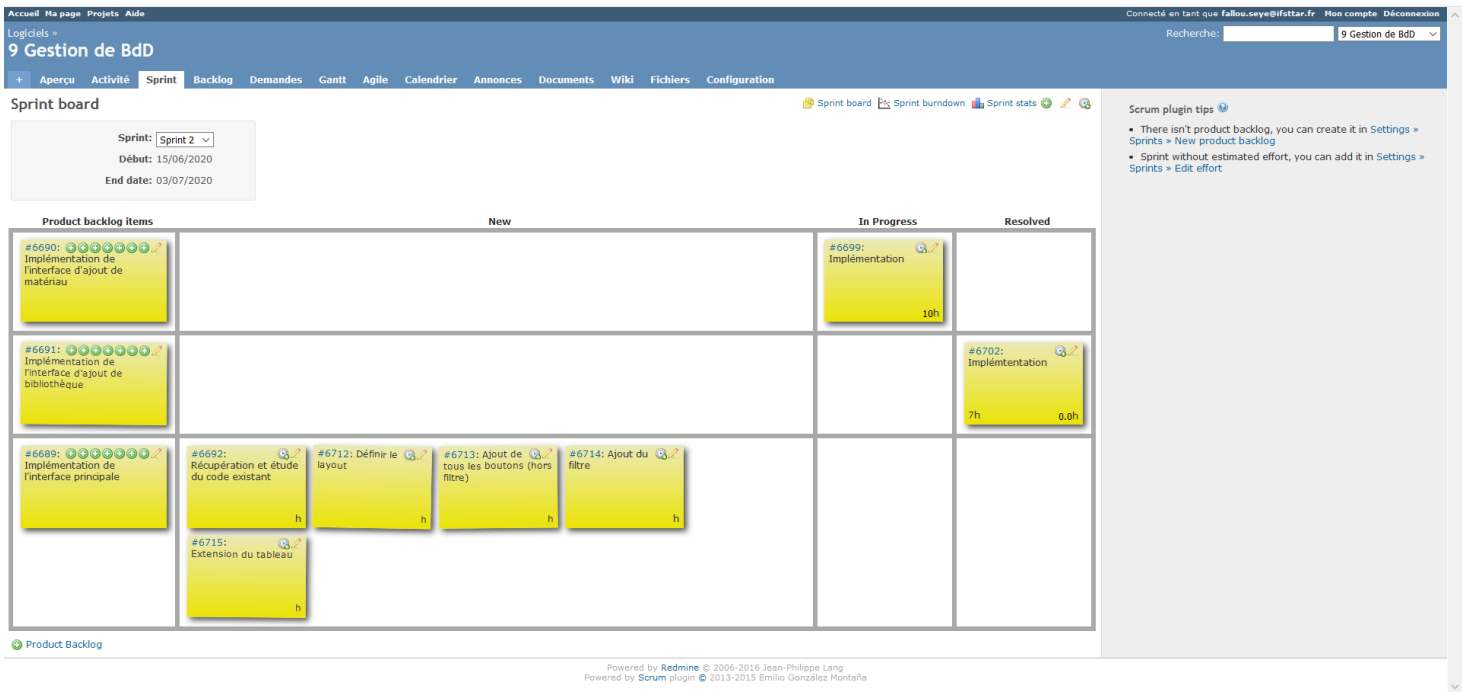 Accueil Ma page Projets Aide
Connecté en tant que fallou.seye@ifsttar.fr Mon compte Déconnexion
Logiciels »
Recherche: 9 Gestion de BdD
9 Gestion de BdD
+ Aperçu Activité Sprint Backlog Demandes Gantt Agile Calendrier Annonces Documents Wiki Fichiers Configuration
Sprint board
Sprint board Sprint burndown Sprint stats
Sprint: Sprint 2
Début: 15/06/2020
End date: 03/07/2020
Scrum plugin tips
• There isn't product backlog, you can create it in Settings »
Sprints » New product backlog
• Sprint without estimated effort, you can add it in Settings »
Sprints » Edit effort
Product backlog items New In Progress Resolved
#6690:
Implémentation de
l'interface d'ajout de
matériau
#6699:
Implémentation
10h
#6691:
Implémentation de
l'interface d'ajout de
bibliothèque
#6702:
Implémtentation
7h 0.0h
#6689:
Implémentation de
l'interface principale
#6692:
Récupération et étude
du code existant
h
#6712: Définir le
layout
h
#6713: Ajout de
tous les boutons (hors
filtre)
h
#6714: Ajout du
filtre
h
#6715:
Extension du tableau
h
Product Backlog
Powered by Redmine © 2006-2016 Jean-Philippe Lang
Powered by Scrum plugin © 2013-2015 Emilio González Montaña